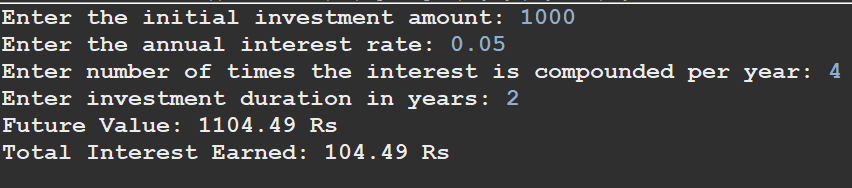 Enter the initial investment amount: 1000
Enter the annual interest rate: 0.05
Enter number of times the interest is compounded per year: 4
Enter investment duration in years: 2
Future Value: 1104.49 Rs
Total Interest Earned: 104.49 Rs